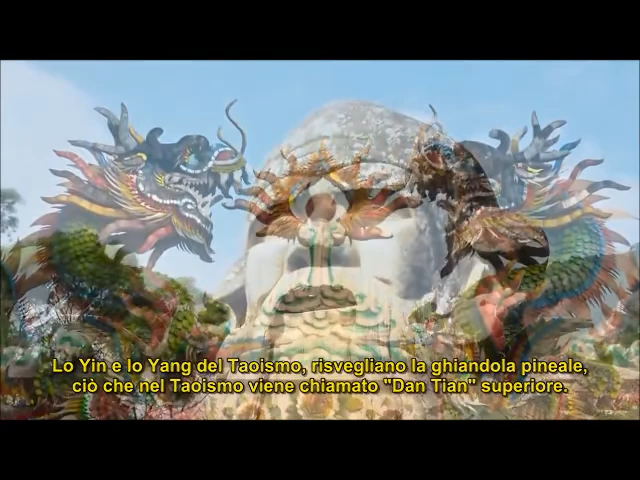 Lo Yin e lo Yang del Taoismo, risvegliano la ghiandola pineale,
ciò che nel Taoismo viene chiamato "Dan Tian" superiore.